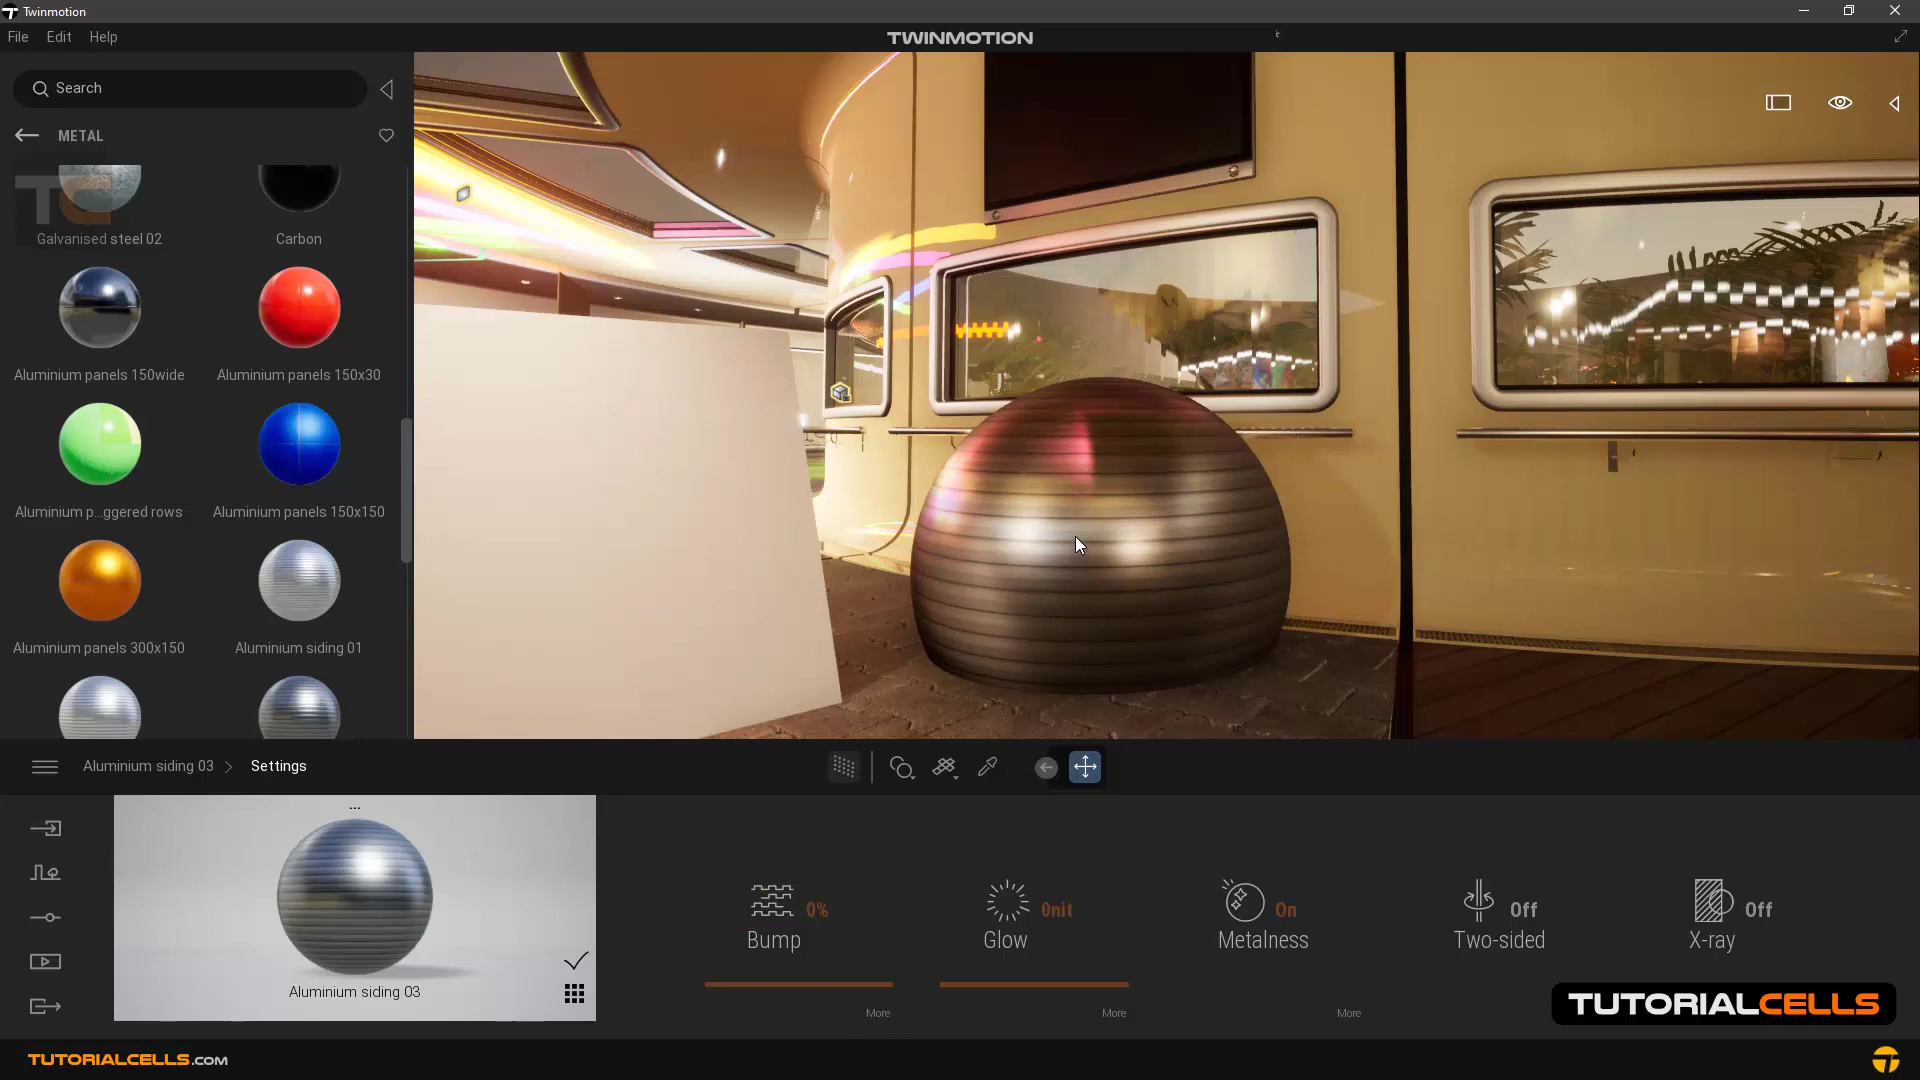 Twinmotion
File Edit Help
TWINMOTION
Search
METAL
TC
Galvanised steel 02
Carbon
Aluminium panels 150wide
Aluminium panels 150x30
Aluminium p...ggered rows
Aluminium panels 150x150
Aluminium panels 300x150
Aluminium siding 01
Aluminium siding 03 > Settings
...
Aluminium siding 03
0%
Bump
More
0nit
Glow
More
On
Metalness
More
Off
Two-sided
Off
X-ray
TUTORIALCELLS
TUTORIALCELLS.COM